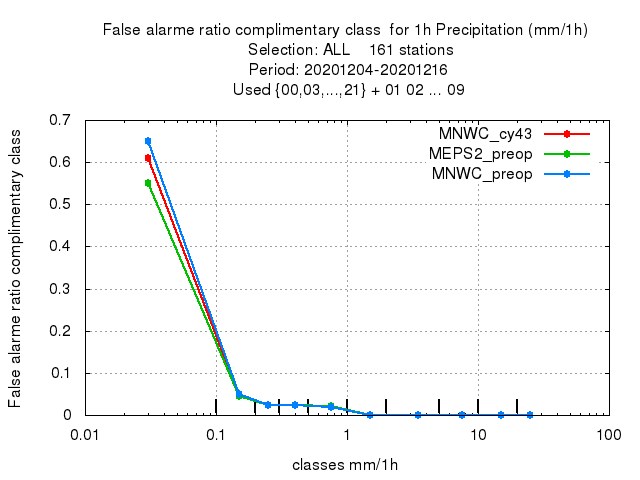 False alarme ratio complimentary class  for 1h Precipitation (mm/1h)
Selection: ALL    161 stations
Period: 20201204-20201216
Used {00,03,...,21} + 01 02 ... 09
False alarme ratio complimentary class
0.7
0.6
0.5
0.4
0.3
0.2
0.1
0
MNWC_cy43
MEPS2_preop
MNWC_preop
0.01
0.1
1
10
100
classes mm/1h